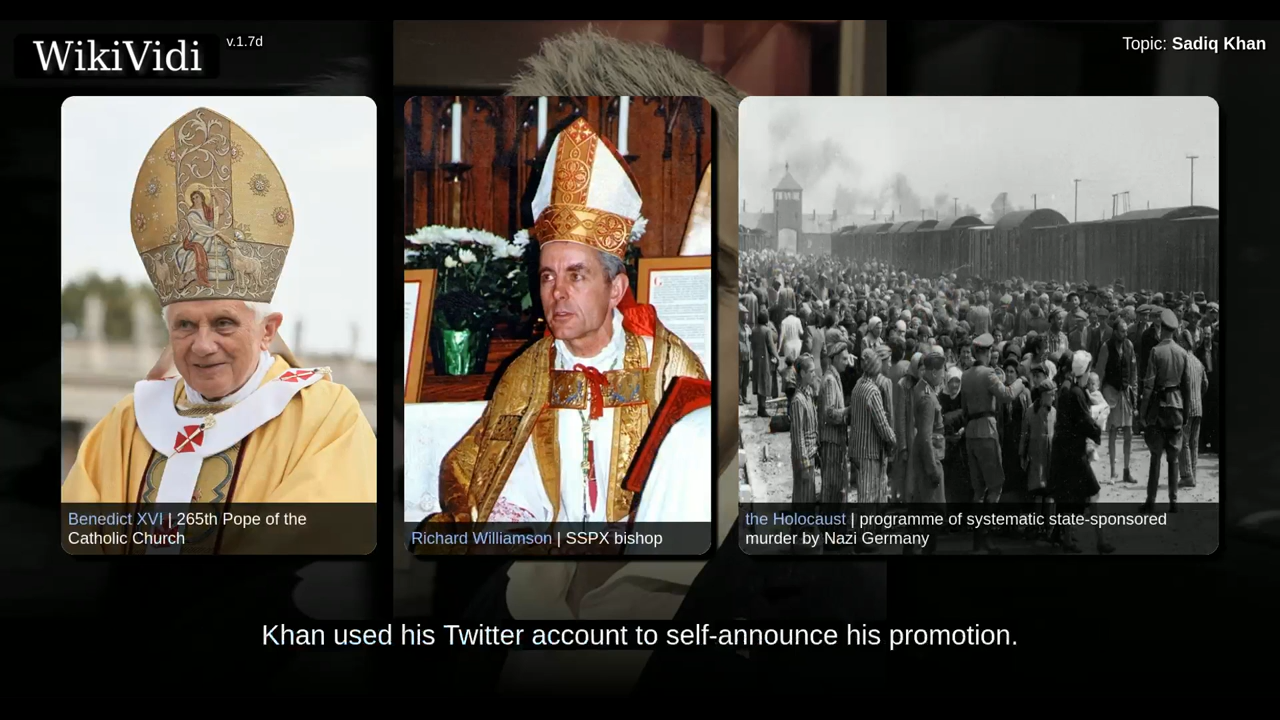 WikiVidi
v.1.7d
Topic: Sadiq Khan
Benedict XVI | 265th Pope of the
Catholic Church
Richard Williamson | SSPX bishop
the Holocaust | programme of systematic state-sponsored
murder by Nazi Germany
Khan used his Twitter account to self-announce his promotion.